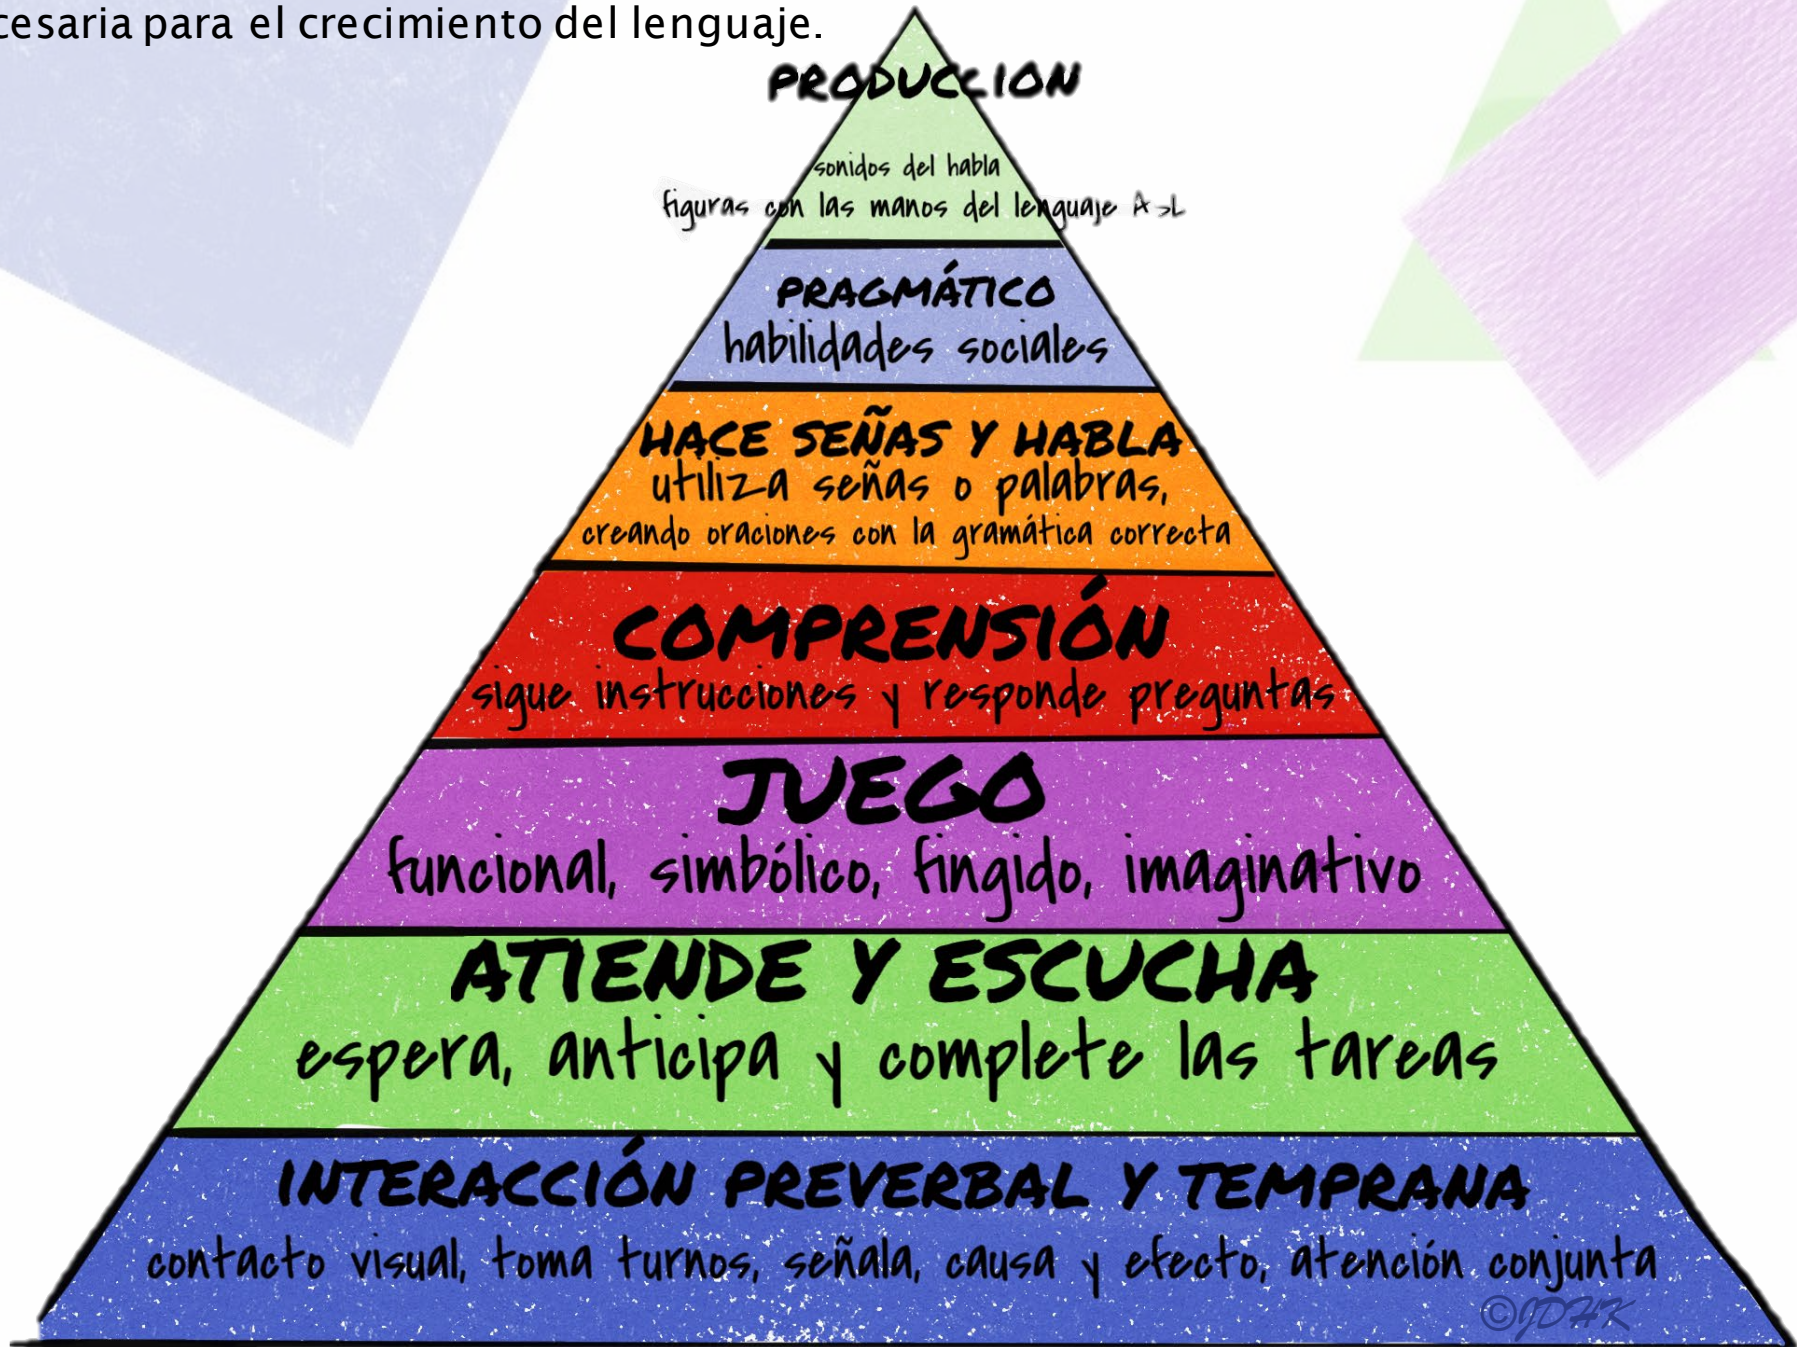 cesaria para el crecimiento del lenguaje.
PRODUCCION
sonidos del habla
figuras con las manos del lenguaje ASL
PRAGMÁTICO
habilidades sociales
HACE SEÑAS Y HABLA
utiliza señas o palabras,
creando oraciones con la gramática correcta
COMPRENSIÓN
sigue instrucciones y responde preguntas
JUEGO
funcional, simbólico, fingido, imaginativo
ATIENDE Y ESCUCHA
espera, anticipa y complete las tareas
INTERACCIÓN PREVERBAL Y TEMPRANA
contacto visual, toma turnos, señala, causa y efecto, atención conjunta
©JDHK